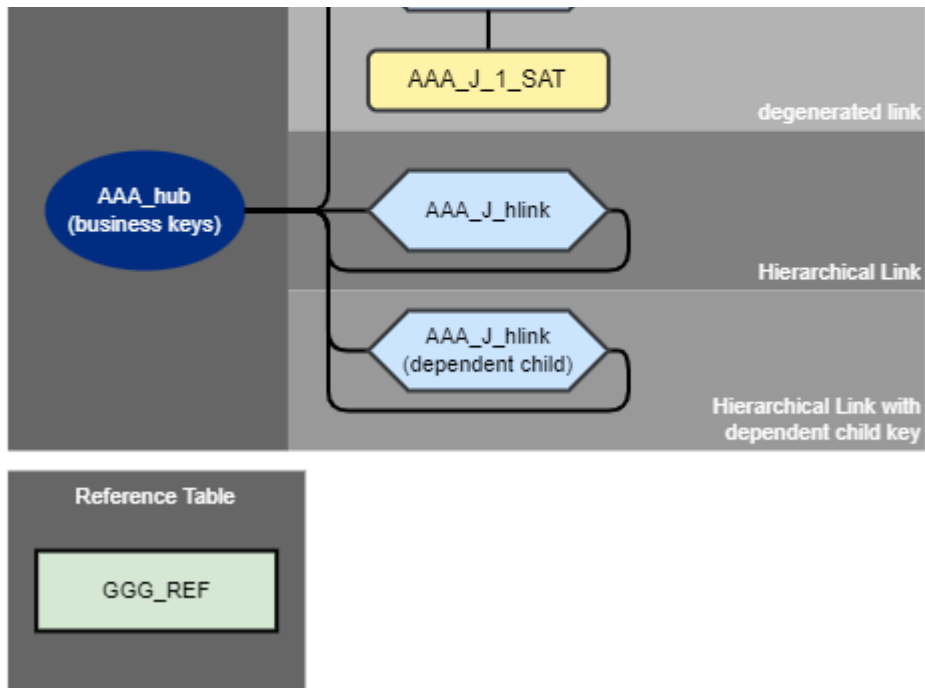 AAA_J_1_SAT
degenerated link
AAA_hub
(business keys)
AAA_J_hlink
Hierarchical Link
AAA_J_hlink
(dependent child)
Hierarchical Link with
dependent child key
Reference Table
GGG_REF